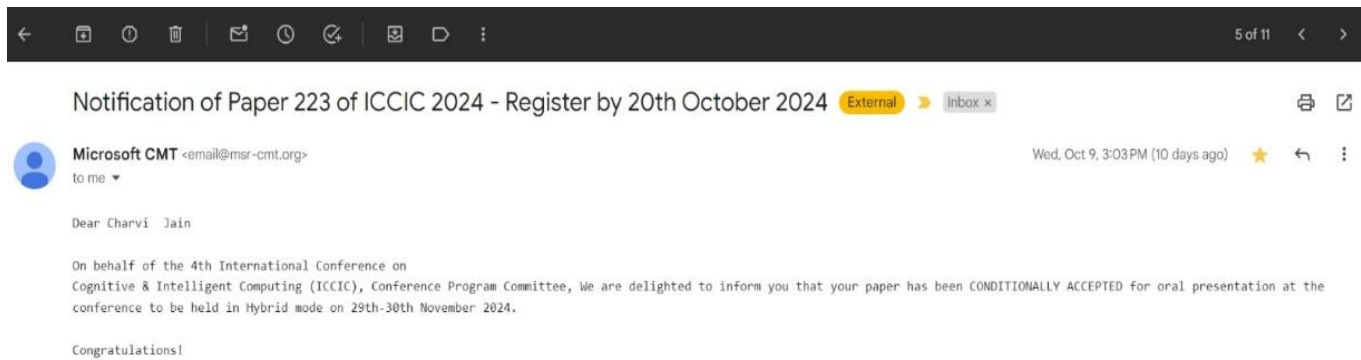 5 of 11
Notification of Paper 223 of ICCIC 2024 - Register by 20th October 2024 External Inbox ×
Microsoft CMT <email@msr-cmt.org> Wed, Oct 9, 3:03 PM (10 days ago)
to me
Dear Charvi Jain
On behalf of the 4th International Conference on
Cognitive & Intelligent Computing (ICCIC), Conference Program Committee, We are delighted to inform you that your paper has been CONDITIONALLY ACCEPTED for oral presentation at the
conference to be held in Hybrid mode on 29th-30th November 2024.
Congratulations!